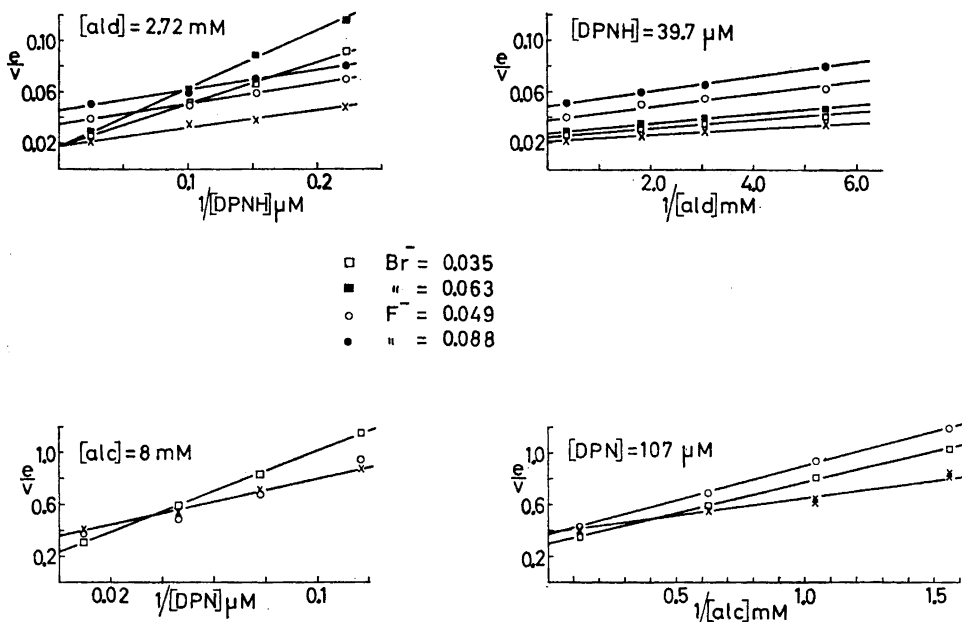 [ald] = 2.72 mM
e/v
0.10
0.06
0.02
0.1
0.2
1/[DPNH] μM
[DPNH] = 39.7 μM
e/v
0.10
0.06
0.02
2.0
4.0
6.0
1/[ald] mM
□ Br⁻ = 0.035
■ " = 0.063
○ F⁻ = 0.049
● " = 0.088
[alc] = 8 mM
e/v
1.0
0.6
0.2
0.02
0.1
1/[DPN] μM
[DPN] = 107 μM
e/v
1.0
0.6
0.2
0.5
1.0
1.5
1/[alc] mM